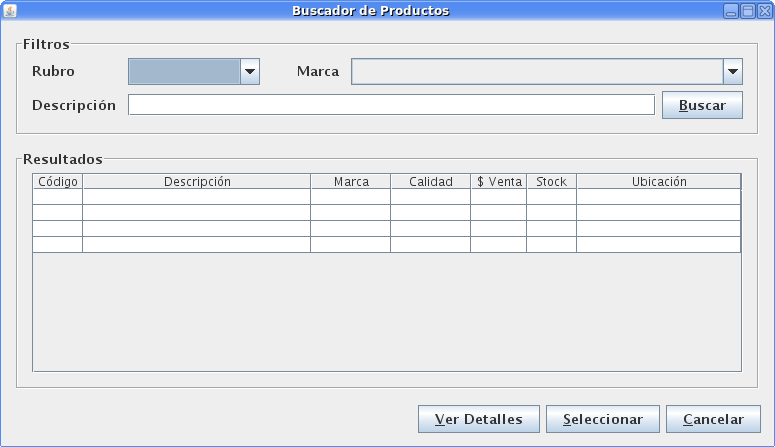 Buscador de Productos
Filtros
Rubro Marca
Descripción Buscar
Resultados
Código Descripción Marca Calidad $ Venta Stock Ubicación
Ver Detalles Seleccionar Cancelar